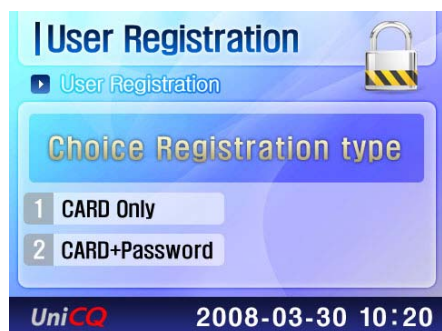 |User Registration
User Registration
Choice Registration type
1 CARD Only
2 CARD+Password
UniCQ 2008-03-30 10:20